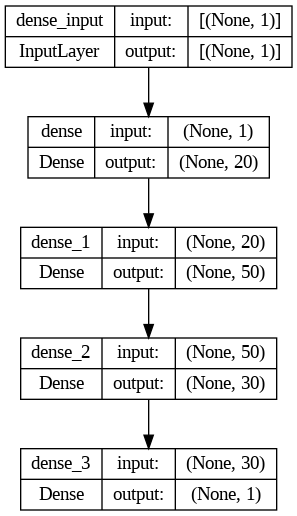 dense_input input: [(None, 1)]
InputLayer output: [(None, 1)]
dense input: (None, 1)
Dense output: (None, 20)
dense_1 input: (None, 20)
Dense output: (None, 50)
dense_2 input: (None, 50)
Dense output: (None, 30)
dense_3 input: (None, 30)
Dense output: (None, 1)